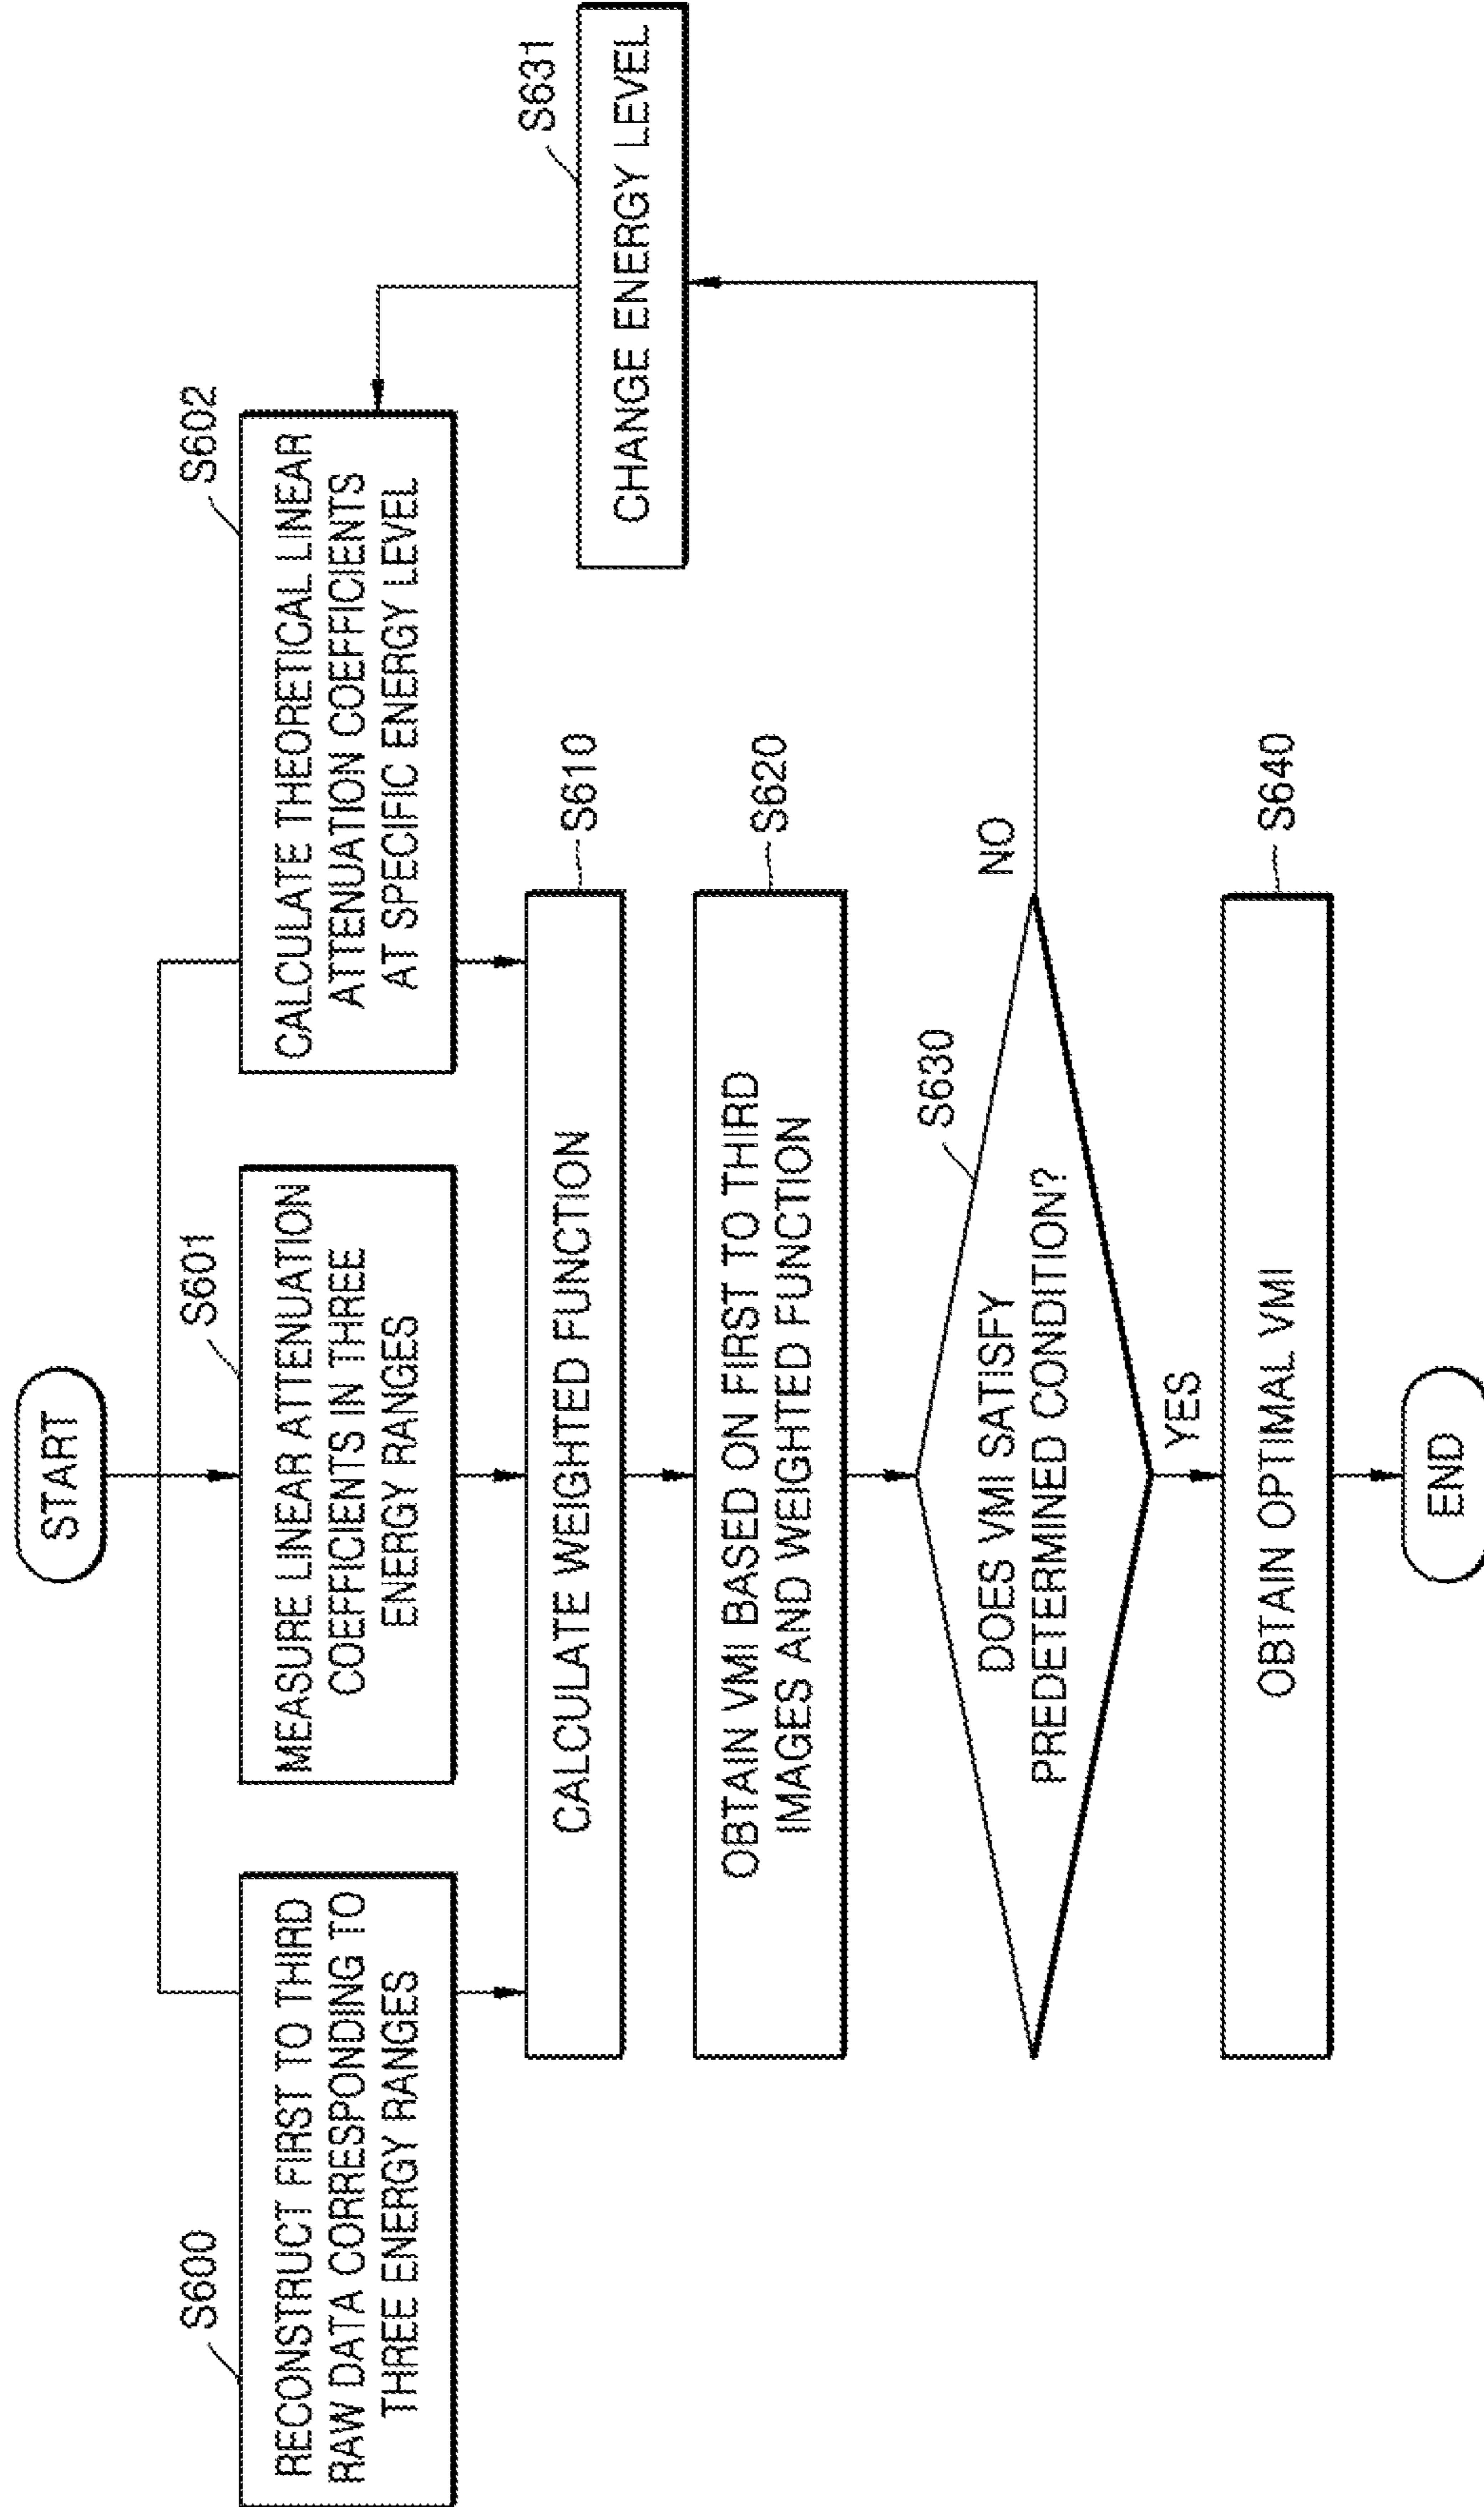 START
S600
RECONSTRUCT FIRST TO THIRD
RAW DATA CORRESPONDING TO
THREE ENERGY RANGES
S601
MEASURE LINEAR ATTENUATION
COEFFICIENTS IN THREE
ENERGY RANGES
S602
CALCULATE THEORETICAL LINEAR
ATTENUATION COEFFICIENTS
AT SPECIFIC ENERGY LEVEL
S610
CALCULATE WEIGHTED FUNCTION
S631
CHANGE ENERGY LEVEL
S620
OBTAIN VMI BASED ON FIRST TO THIRD
IMAGES AND WEIGHTED FUNCTION
S630
DOES VMI SATISFY
PREDETERMINED CONDITION?
NO
YES
S640
OBTAIN OPTIMAL VMI
END